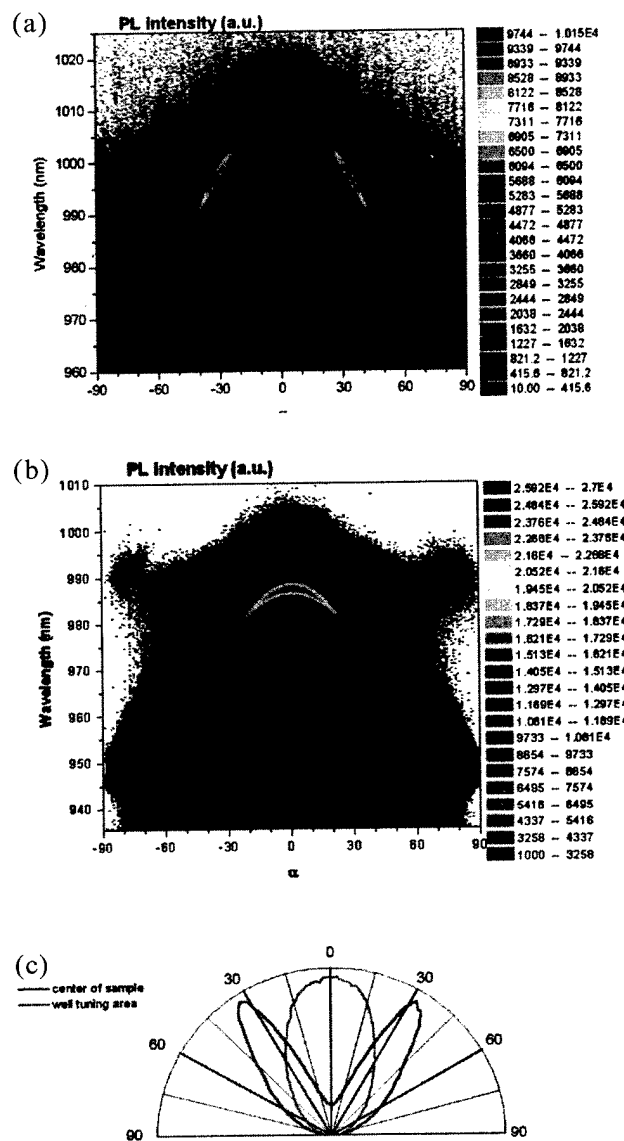 (a)
PL intensity (a.u.)
1020
1010
1000
990
980
970
960
Wavelength (nm)
-90
-60
-30
0
30
60
90
9744 -- 1.015E4
9339 -- 9744
8933 -- 9339
8528 -- 8933
8122 -- 8528
7716 -- 8122
7311 -- 7716
6905 -- 7311
6500 -- 6905
6094 -- 6500
5688 -- 6094
5283 -- 5688
4877 -- 5283
4472 -- 4877
4066 -- 4472
3660 -- 4066
3255 -- 3660
2849 -- 3255
2444 -- 2849
2038 -- 2444
1632 -- 2038
1227 -- 1632
821.2 -- 1227
415.6 -- 821.2
10.00 -- 415.6
(b)
PL intensity (a.u.)
1010
1000
990
980
970
960
950
940
Wavelength (nm)
-90
-60
-30
0
30
60
90
α
2.592E4 -- 2.7E4
2.484E4 -- 2.592E4
2.376E4 -- 2.484E4
2.268E4 -- 2.376E4
2.16E4 -- 2.268E4
2.052E4 -- 2.16E4
1.945E4 -- 2.052E4
1.837E4 -- 1.945E4
1.729E4 -- 1.837E4
1.621E4 -- 1.729E4
1.513E4 -- 1.621E4
1.405E4 -- 1.513E4
1.297E4 -- 1.405E4
1.189E4 -- 1.297E4
1.081E4 -- 1.189E4
9733 -- 1.081E4
8654 -- 9733
7574 -- 8654
6495 -- 7574
5416 -- 6495
4337 -- 5416
3258 -- 4337
1000 -- 3258
(c)
center of sample
well tuning area
0
30
30
60
60
90
90